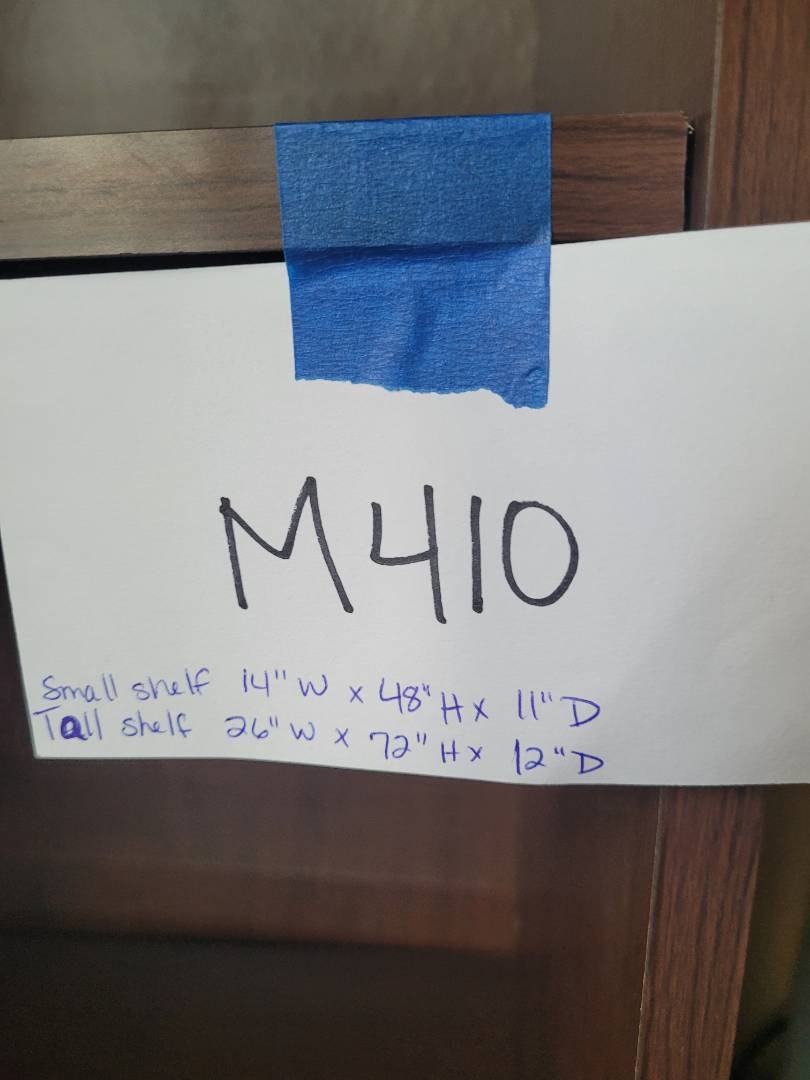 M410
Small shelf 14" W x 48" H x 11" D
Tall shelf 26" W x 72" H x 12" D